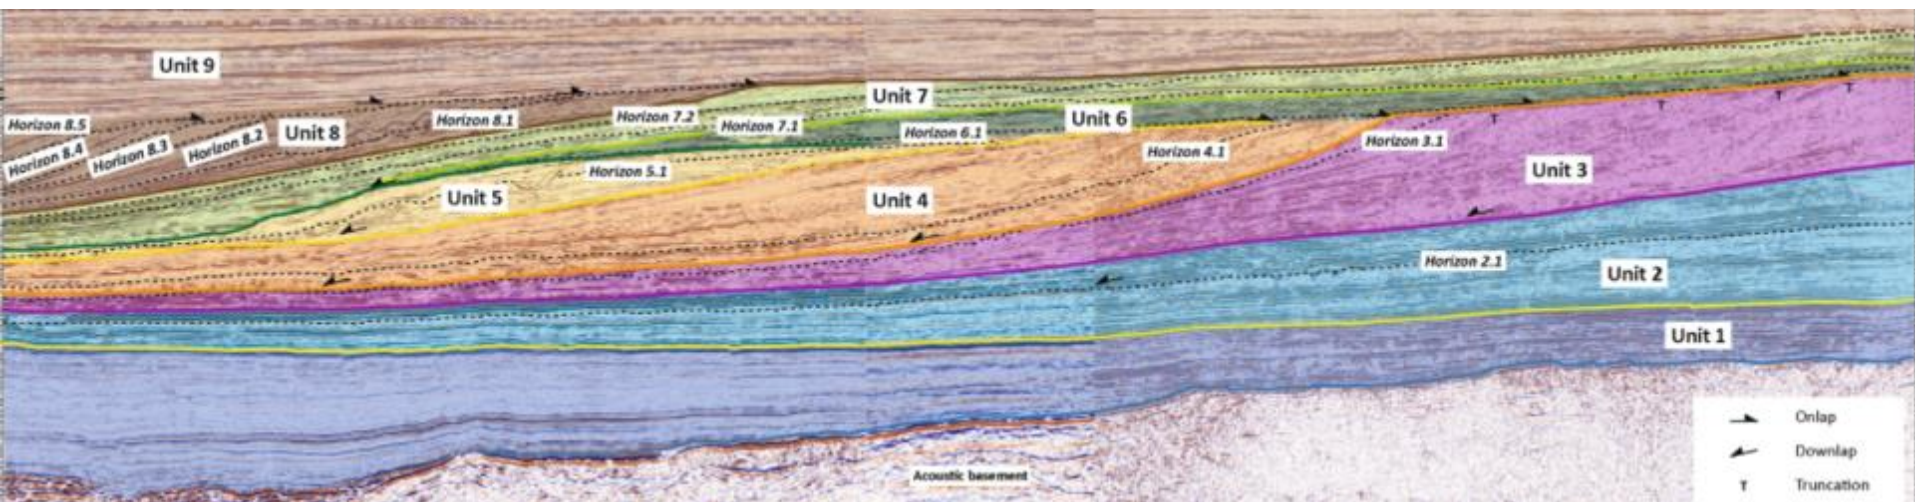 Unit 9
Unit 7
Horizon 7.2
Unit 6
Horizon 8.5
Horizon 8.1
Horizon 7.1
Unit 8
Horizon 6.1
Horizon 8.4
Horizon 8.3
Horizon 8.2
Horizon 4.1
Horizon 3.1
Horizon 5.1
Unit 3
Unit 5
Unit 4
Horizon 2.1
Unit 2
Unit 1
T
T
T
T
Onlap
Downlap
T Truncation
Acoustic basement